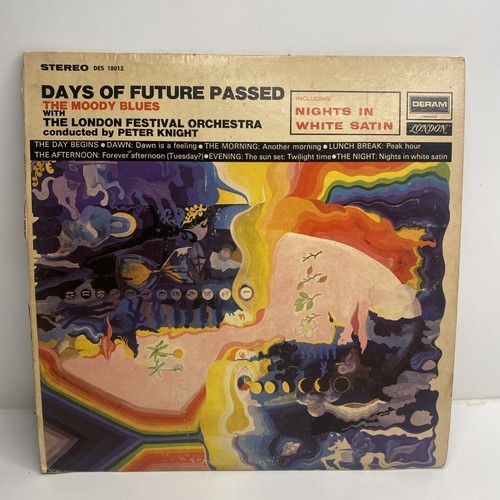 STEREO DES 18012
DAYS OF FUTURE PASSED
THE MOODY BLUES
WITH
THE LONDON FESTIVAL ORCHESTRA
conducted by PETER KNIGHT
INCLUDING
NIGHTS IN
WHITE SATIN
DERAM
LONDON
THE DAY BEGINS●DAWN: Dawn is a feeling●THE MORNING: Another morning●LUNCH BREAK: Peak hour
THE AFTERNOON: Forever afternoon (Tuesday?)●EVENING: The sun set: Twilight time●THE NIGHT: Nights in white satin